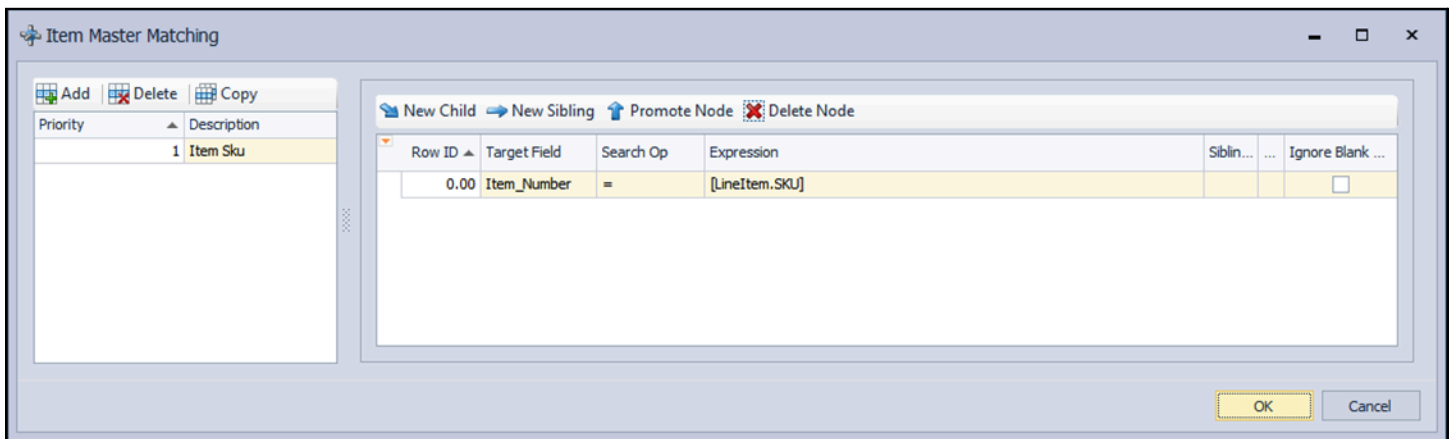 Item Master Matching
Add Delete Copy
Priority Description
1 Item Sku
New Child New Sibling Promote Node Delete Node
Row ID Target Field Search Op Expression Siblin... ... Ignore Blank ...
0.00 Item_Number = [LineItem.SKU]
OK Cancel